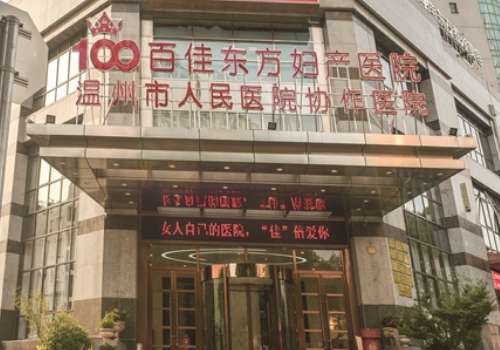 100 百佳东方妇产医院
温州市人民医院协作医院
女人自己的医院，“佳”倍爱你